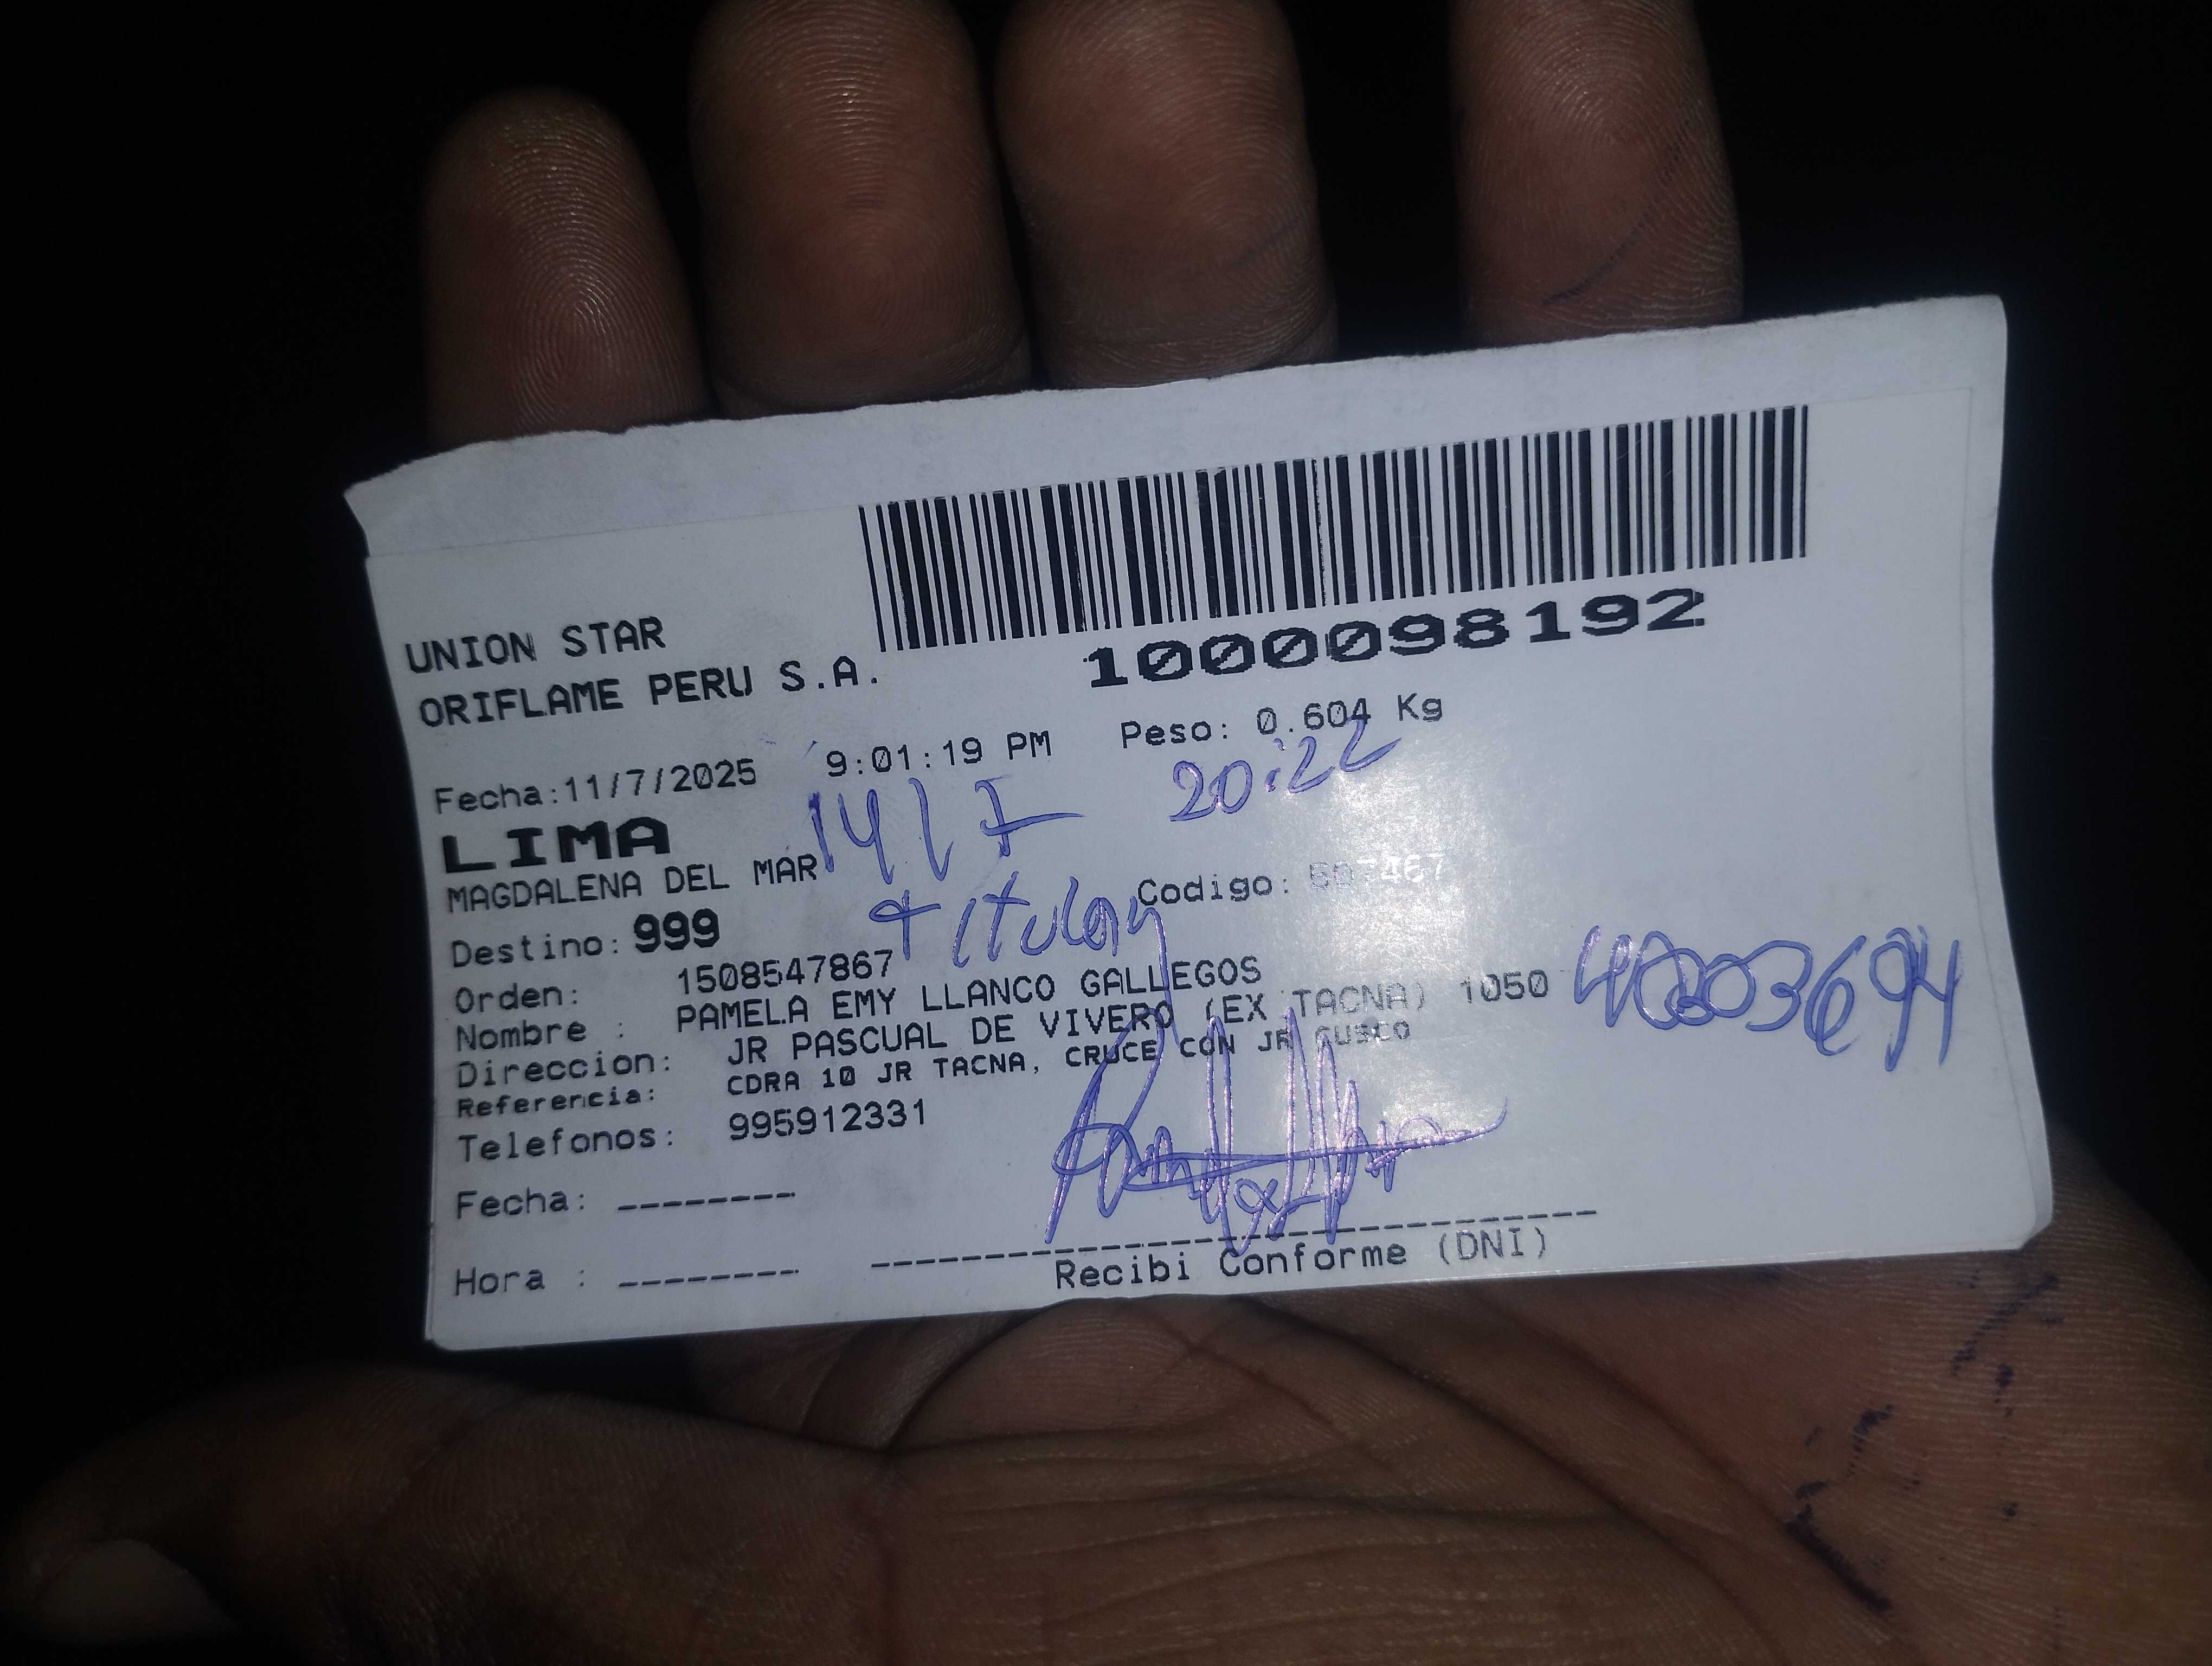 1000098192
UNION STAR
ORIFLAME PERU S.A.
Fecha:11/7/2025 9:01:19 PM Peso: 0.604 Kg
14/7 20:22
LIMA
MAGDALENA DEL MAR
titular
Codigo:
Destino: 999
Orden: 1508547867
Nombre : PAMELA EMY LLANCO GALLEGOS
Direccion: JR PASCUAL DE VIVERO (EX TACNA) 1050
Referencia: CDRA 10 JR TACNA, CRUCE CON JR CUSCO
Telefonos: 995912331
Fecha: --------
Hora : --------
Recibi Conforme (DNI)